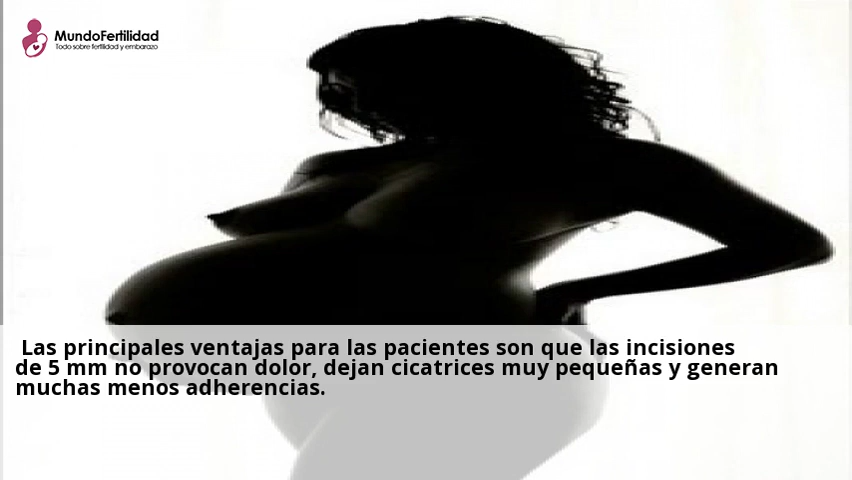 MundoFertilidad
Todo sobre fertilidad y embarazo
Las principales ventajas para las pacientes son que las incisiones
de 5 mm no provocan dolor, dejan cicatrices muy pequeñas y generan
muchas menos adherencias.